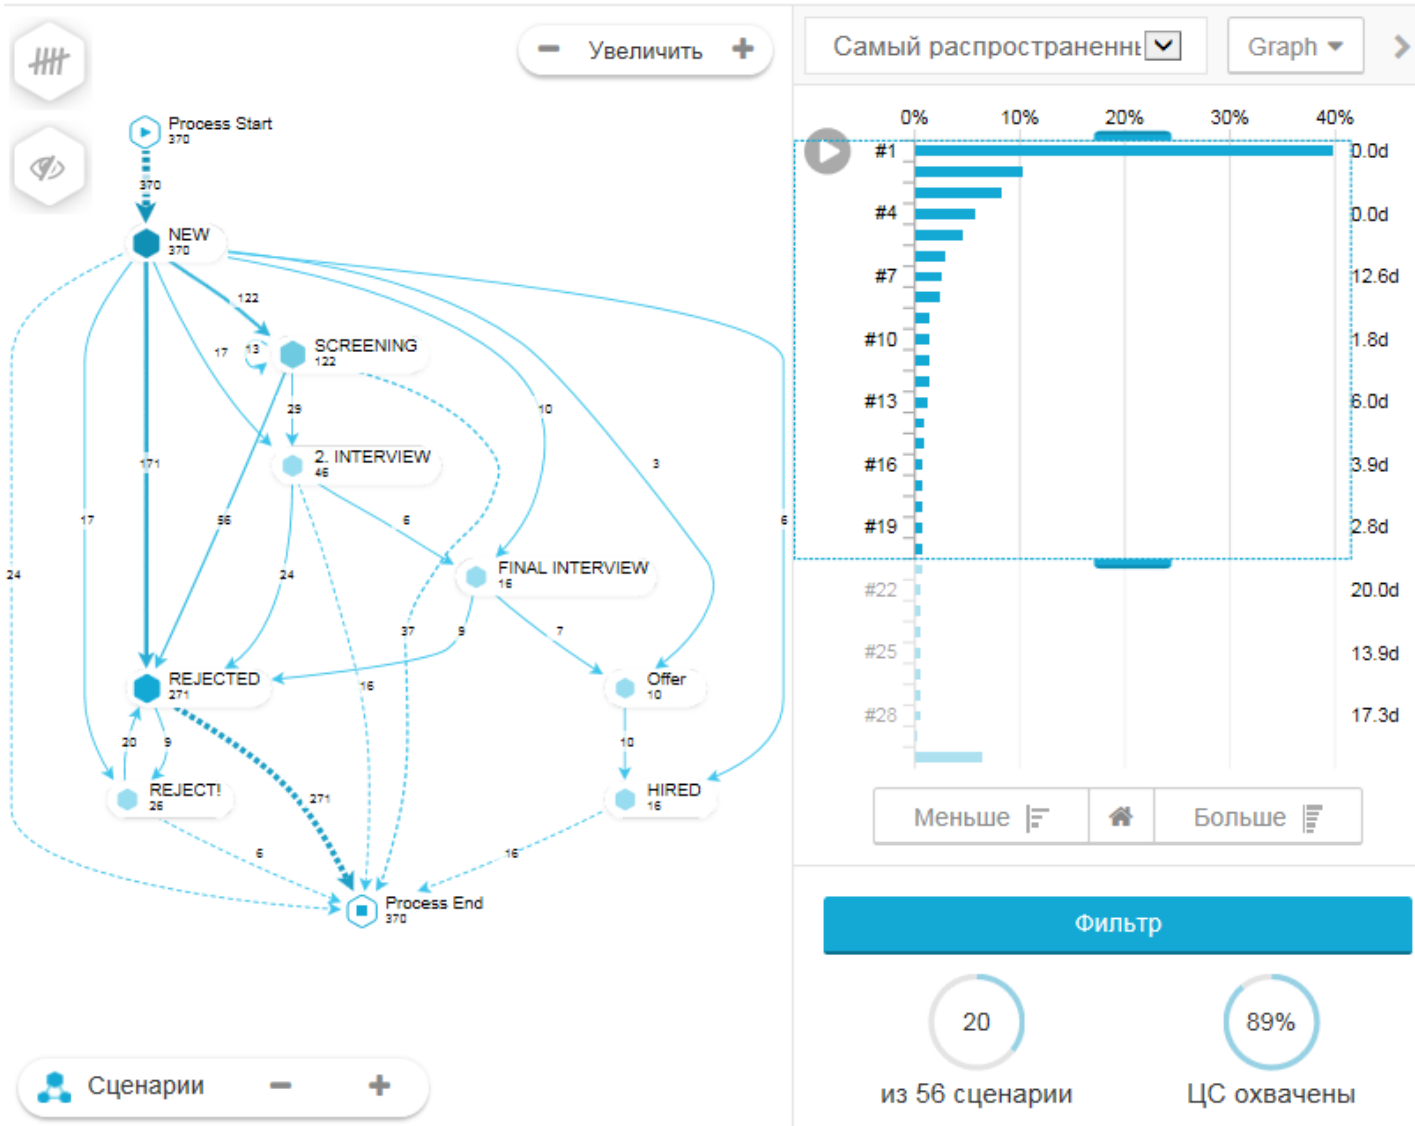 Увеличить
Process Start
370
370
NEW
370
122
17
13
SCREENING
122
29
10
3
2. INTERVIEW
46
171
17
56
6
6
24
24
FINAL INTERVIEW
16
37
9
7
REJECTED
271
16
Offer
10
20
9
10
REJECT!
26
271
HIRED
16
6
16
Process End
370
Сценарии
Самый распространенны
Graph
0%
10%
20%
30%
40%
#1
0.0d
#4
0.0d
#7
12.6d
#10
1.8d
#13
6.0d
#16
3.9d
#19
2.8d
#22
20.0d
#25
13.9d
#28
17.3d
Меньше
Больше
Фильтр
20
89%
из 56 сценарии
ЦС охвачены